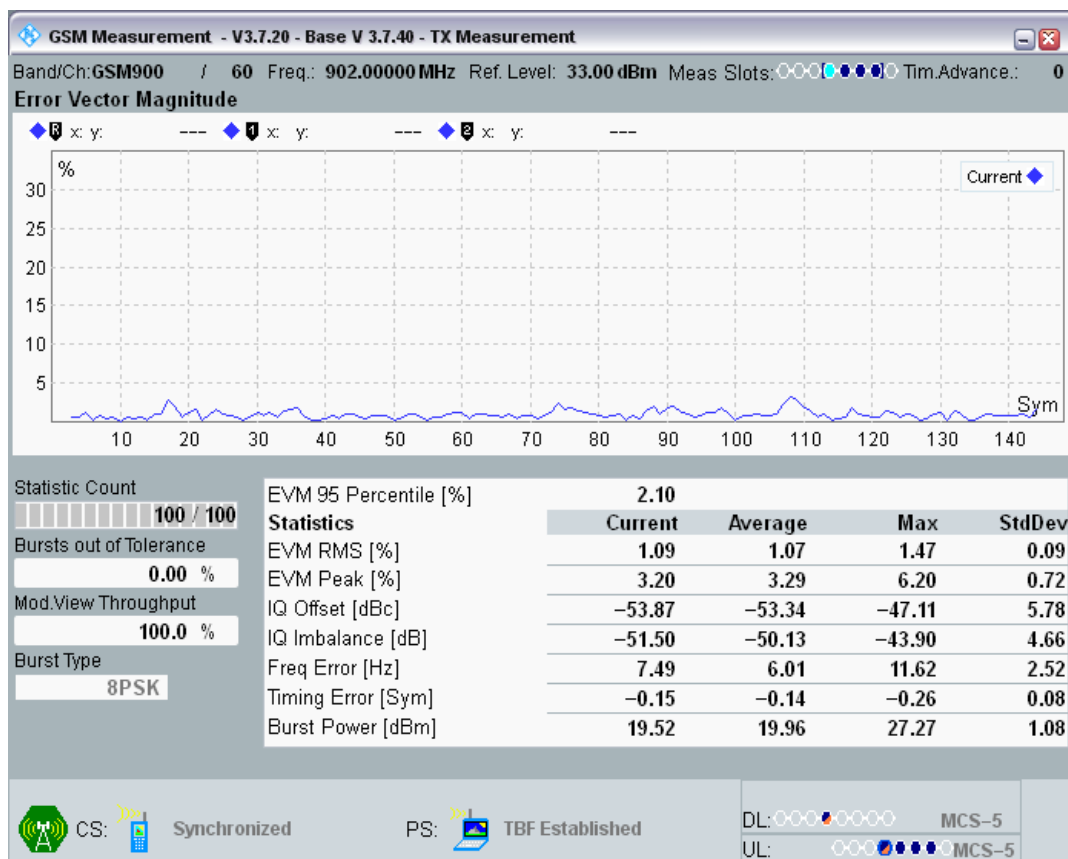 GSM Measurement - V3.7.20 - Base V 3.7.40 - TX Measurement
Band/Ch:GSM900 / 60 Freq.: 902.00000 MHz Ref. Level: 33.00 dBm Meas Slots: Tim.Advance.: 0
Error Vector Magnitude
R x: y: --- 1 x: y: --- 2 x: y: ---
%
Current
30
25
20
15
10
5
Sym
10 20 30 40 50 60 70 80 90 100 110 120 130 140
Statistic Count
100 / 100
Bursts out of Tolerance
0.00 %
Mod.View Throughput
100.0 %
Burst Type
8PSK
EVM 95 Percentile [%] 2.10
Statistics Current Average Max StdDev
EVM RMS [%] 1.09 1.07 1.47 0.09
EVM Peak [%] 3.20 3.29 6.20 0.72
IQ Offset [dBc] −53.87 −53.34 −47.11 5.78
IQ Imbalance [dB] −51.50 −50.13 −43.90 4.66
Freq Error [Hz] 7.49 6.01 11.62 2.52
Timing Error [Sym] −0.15 −0.14 −0.26 0.08
Burst Power [dBm] 19.52 19.96 27.27 1.08
CS: Synchronized PS: TBF Established
DL: MCS−5
UL: MCS−5